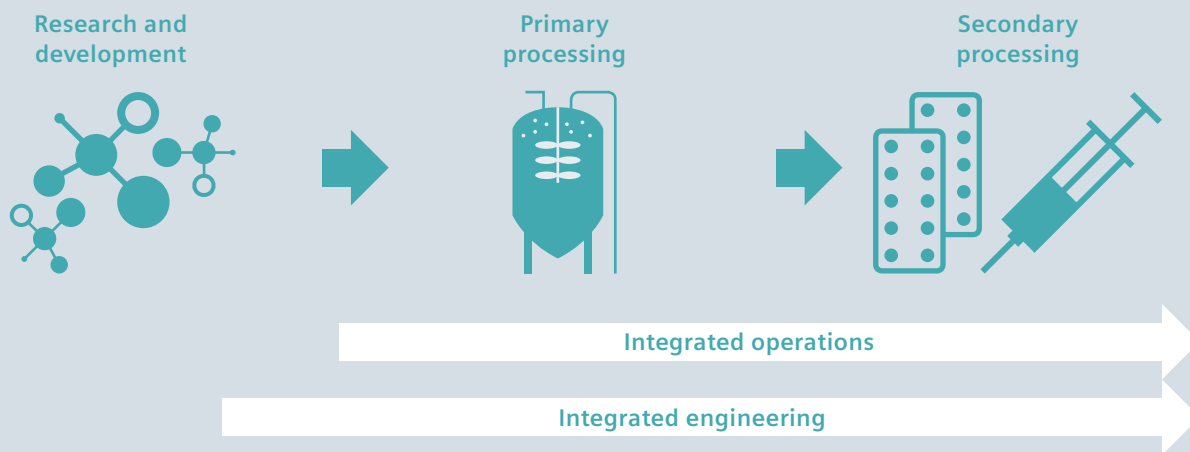 Research and
development
Primary
processing
Secondary
processing
Integrated operations
Integrated engineering